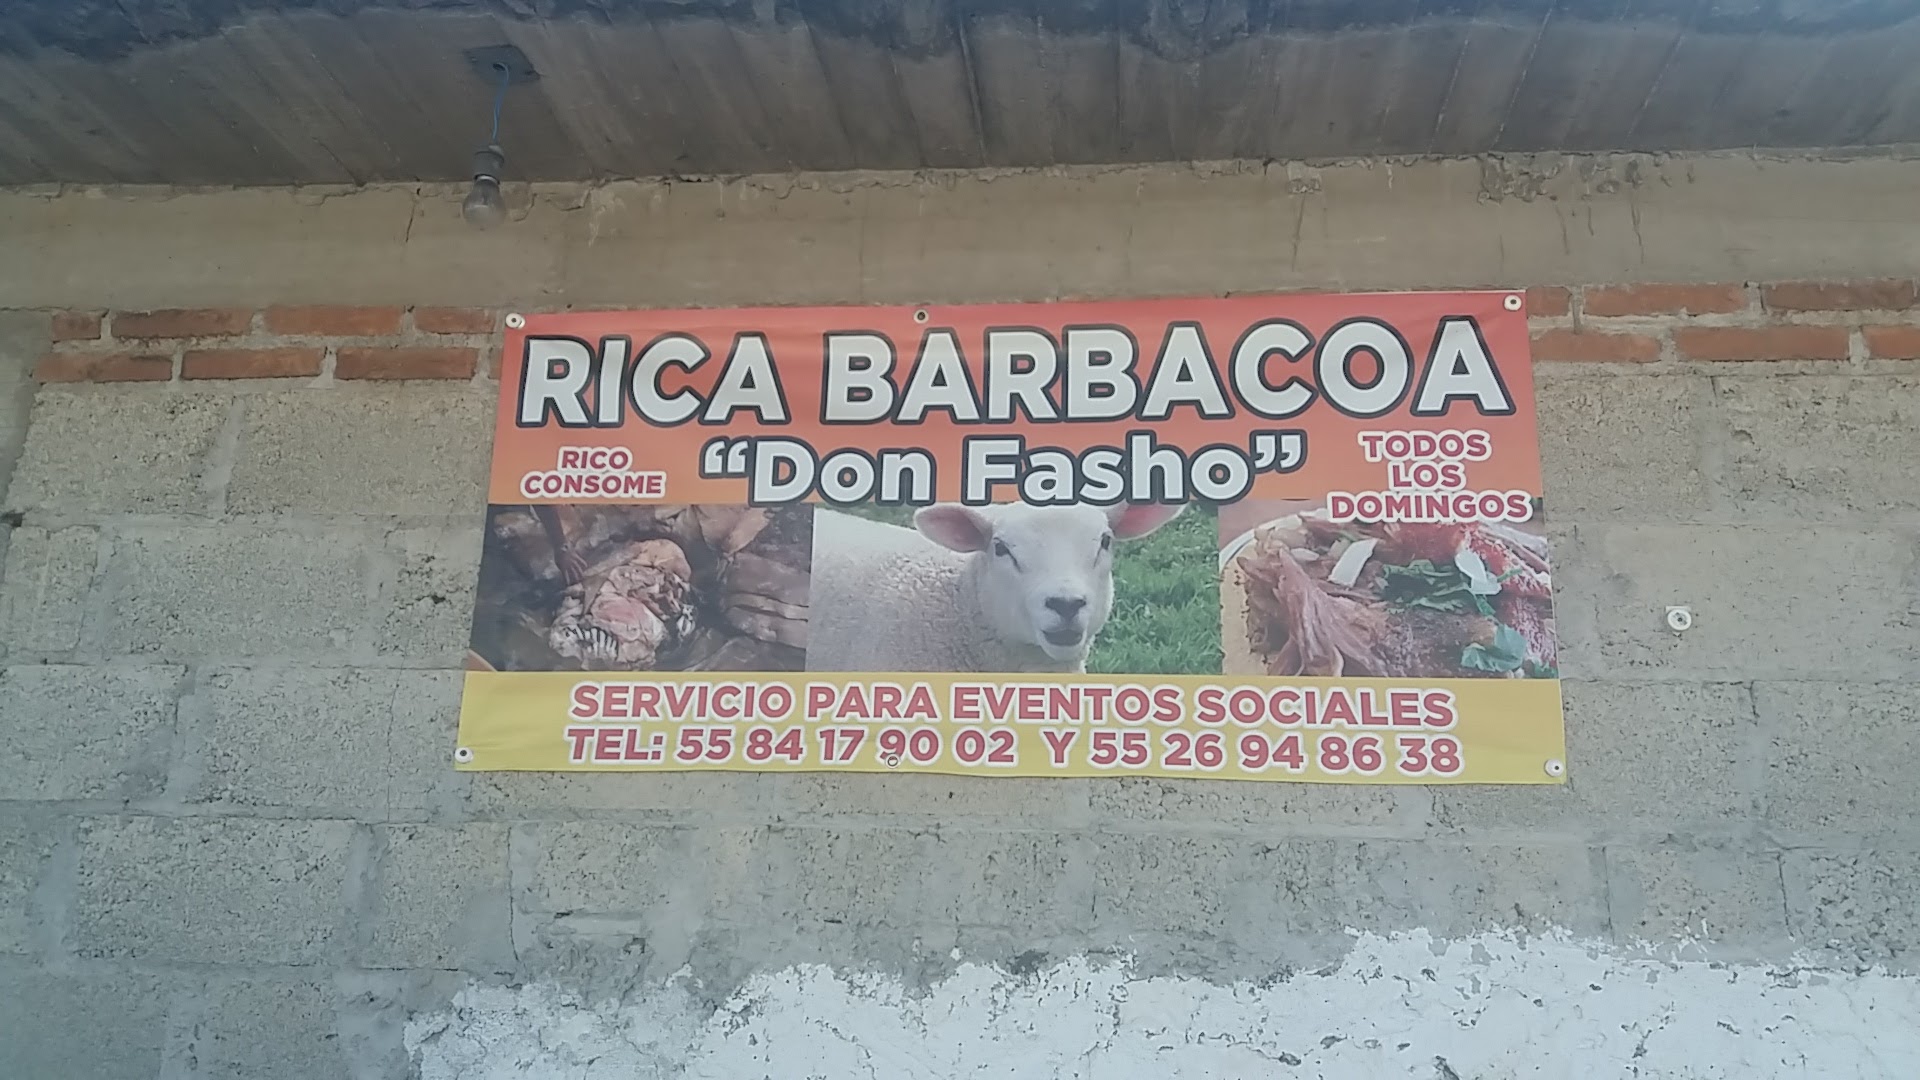 RICA BARBACOA
"Don Fasho"
RICO
CONSOME
TODOS
LOS
DOMINGOS
SERVICIO PARA EVENTOS SOCIALES
TEL: 55 84 17 90 02 Y 55 26 94 86 38